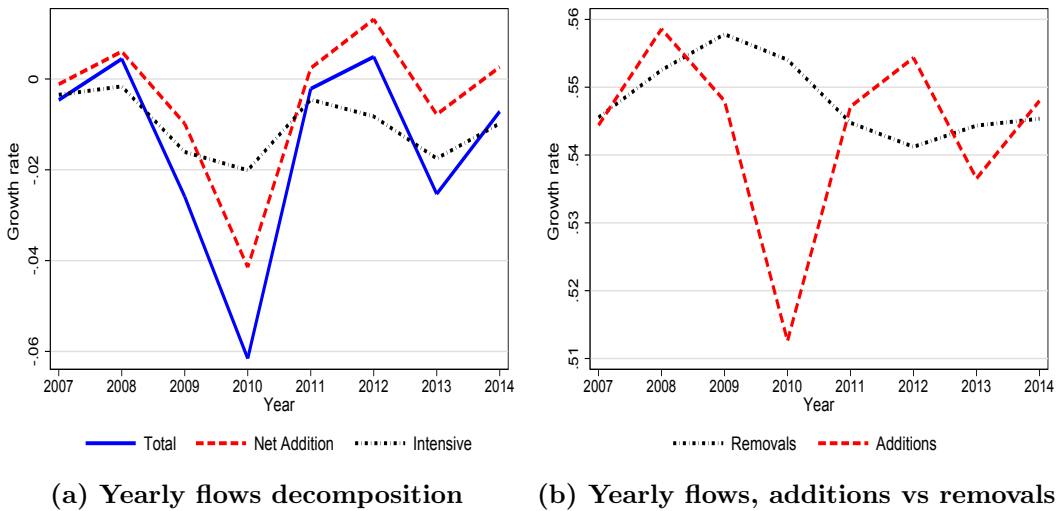 0
-.02
-.04
-.06
Growth rate
2007 2008 2009 2010 2011 2012 2013 2014
Year
Total Net Addition Intensive
(a) Yearly flows decomposition
.56
.55
.54
.53
.52
.51
Growth rate
2007 2008 2009 2010 2011 2012 2013 2014
Year
Removals Additions
(b) Yearly flows, additions vs removals